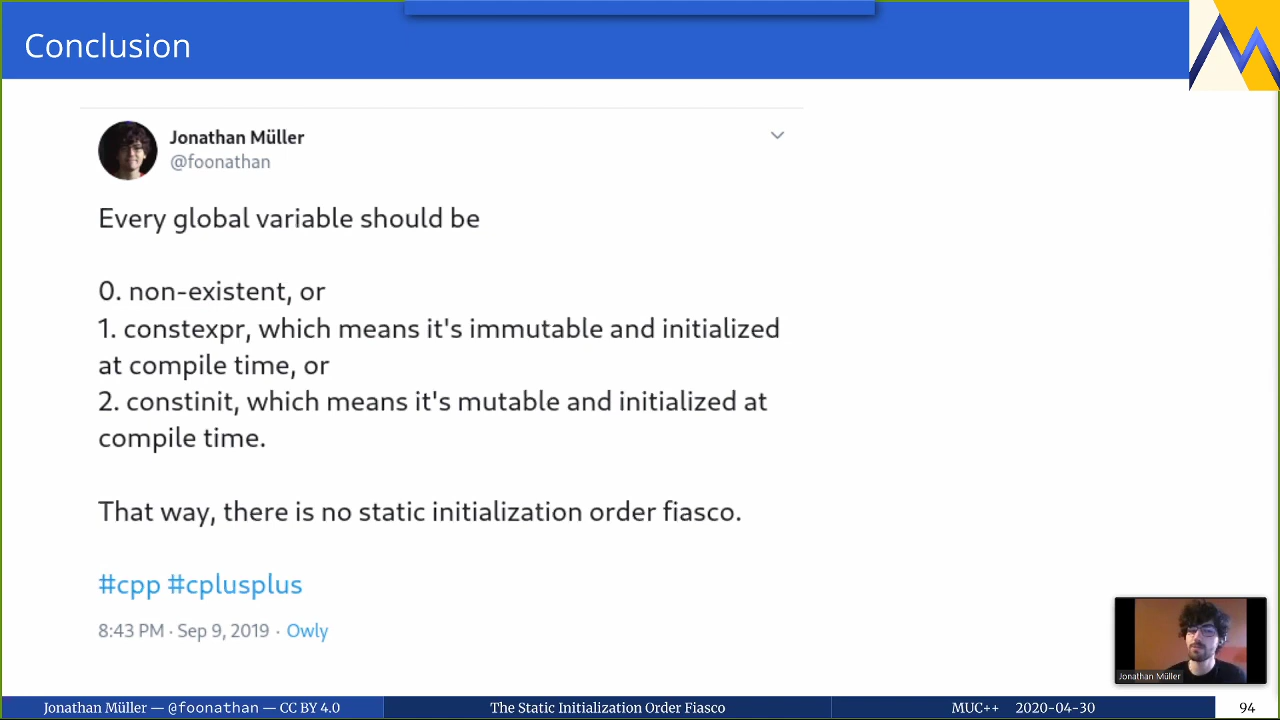 Conclusion
Jonathan Müller
@foonathan
Every global variable should be
0. non-existent, or
1. constexpr, which means it's immutable and initialized
at compile time, or
2. constinit, which means it's mutable and initialized at
compile time.
That way, there is no static initialization order fiasco.
#cpp #cplusplus
8:43 PM · Sep 9, 2019 · Owly
Jonathan Müller
Jonathan Müller — @foonathan — CC BY 4.0
The Static Initialization Order Fiasco
MUC++ 2020-04-30
94